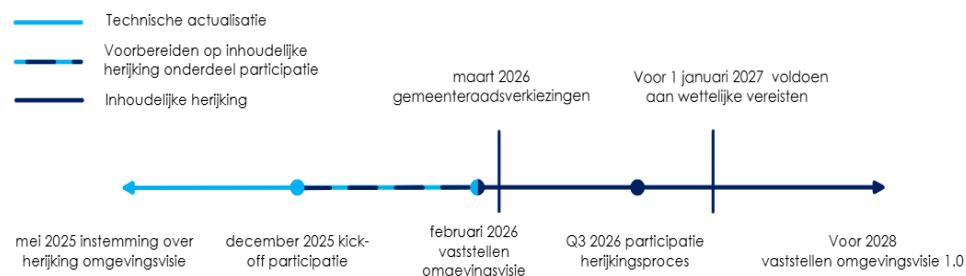 Technische actualisatie
Voorbereiden op inhoudelijke
herijking onderdeel participatie
Inhoudelijke herijking
maart 2026
gemeenteraadsverkiezingen
Voor 1 januari 2027 voldoen
aan wettelijke vereisten
mei 2025 instemming over
herijking omgevingsvisie
december 2025 kick-
off participatie
februari 2026
vaststellen
omgevingsvisie
Q3 2026 participatie
herijkingsproces
Voor 2028
vaststellen omgevingsvisie 1.0